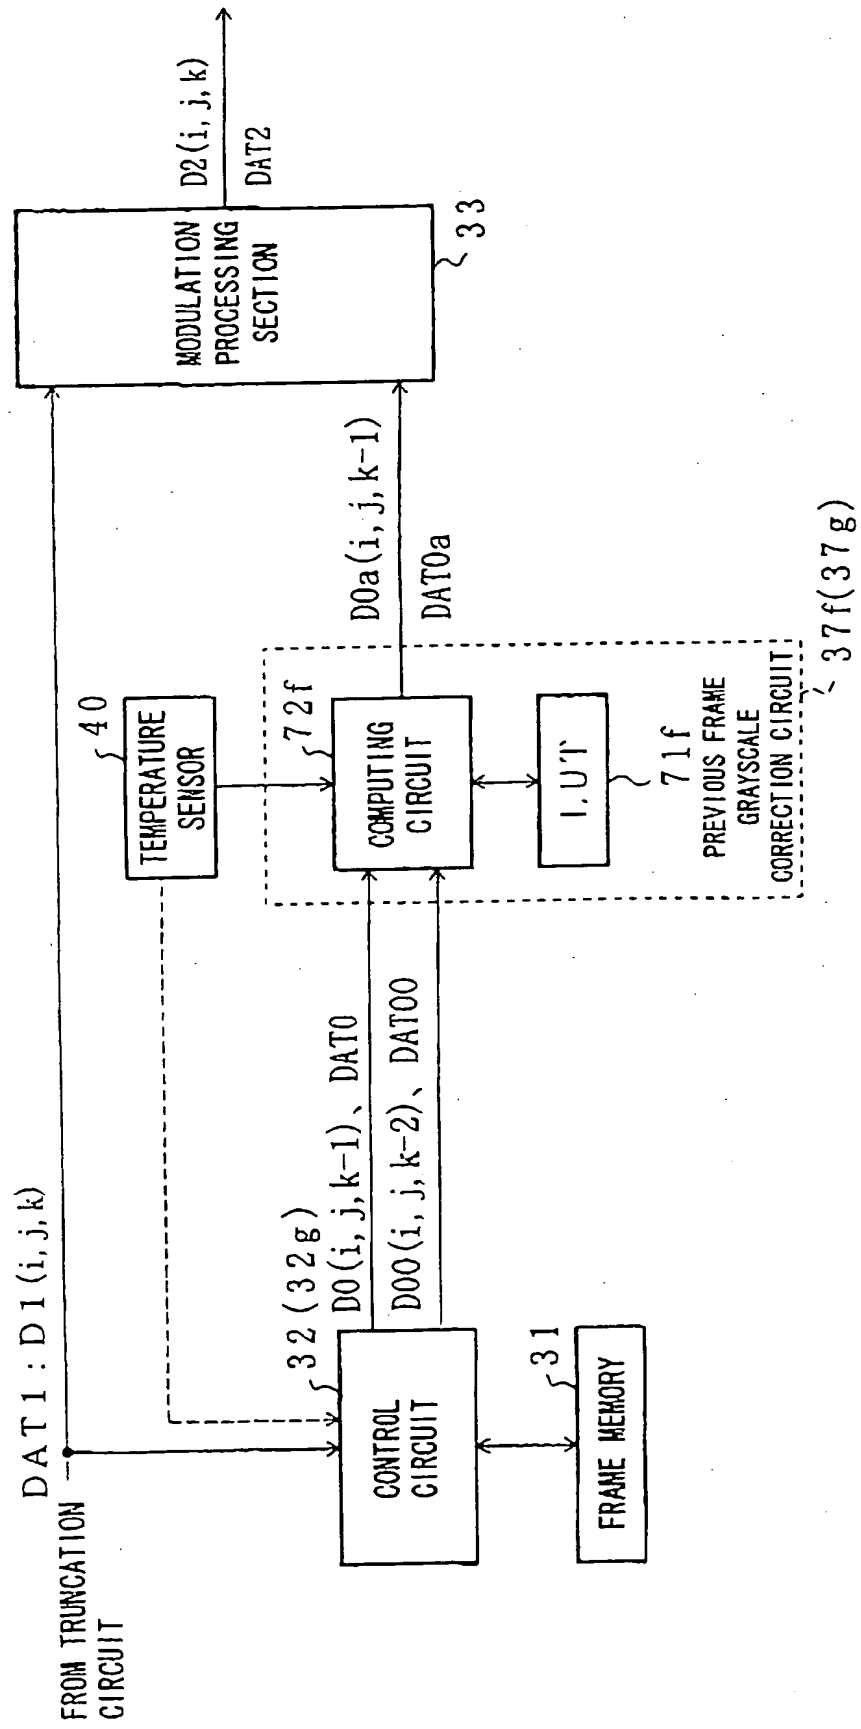 FROM TRUNCATION
CIRCUIT
DAT1:D1(i,j,k)
32(32g)
CONTROL
CIRCUIT
31
FRAME MEMORY
D0(i,j,k-1)、DAT0
D00(i,j,k-2)、DAT00
40
TEMPERATURE
SENSOR
72f
COMPUTING
CIRCUIT
LUT
71f
PREVIOUS FRAME
GRAYSCALE
CORRECTION CIRCUIT
37f(37g)
D0a(i,j,k-1)
DAT0a
MODULATION
PROCESSING
SECTION
33
D2(i,j,k)
DAT2